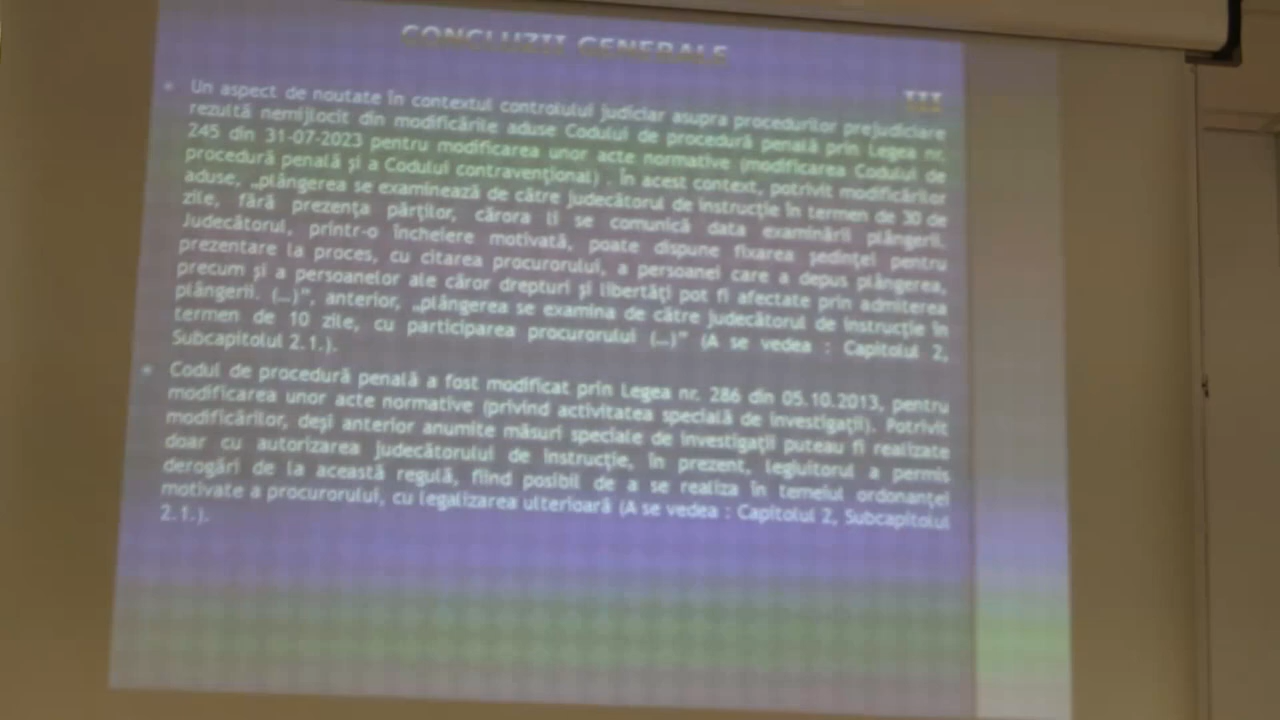 CONCLUZII GENERALE
III
• Un aspect de noutate în contextul controlului judiciar asupra procedurilor prejudiciare
rezultă nemijlocit din modificările aduse Codului de procedură penală prin Legea nr.
245 din 31-07-2023 pentru modificarea unor acte normative (modificarea Codului de
procedură penală și a Codului contravențional) . În acest context, potrivit modificărilor
aduse, „plângerea se examinează de către judecătorul de instrucție în termen de 30 de
zile, fără prezența părților, cărora li se comunică data examinării plângerii.
Judecătorul, printr-o încheiere motivată, poate dispune fixarea ședinței pentru
prezentare la proces, cu citarea procurorului, a persoanei care a depus plângerea,
precum și a persoanelor ale căror drepturi și libertăți pot fi afectate prin admiterea
plângerii. (…)”, anterior, „plângerea se examina de către judecătorul de instrucție în
termen de 10 zile, cu participarea procurorului (…)” (A se vedea : Capitolul 2,
Subcapitolul 2.1.).
• Codul de procedură penală a fost modificat prin Legea nr. 286 din 05.10.2013, pentru
modificarea unor acte normative (privind activitatea specială de investigații). Potrivit
modificărilor, deși anterior anumite măsuri speciale de investigații puteau fi realizate
doar cu autorizarea judecătorului de instrucție, în prezent, legiuitorul a permis
derogări de la această regulă, fiind posibil de a se realiza în temeiul ordonanței
motivate a procurorului, cu legalizarea ulterioară (A se vedea : Capitolul 2, Subcapitolul
2.1.).